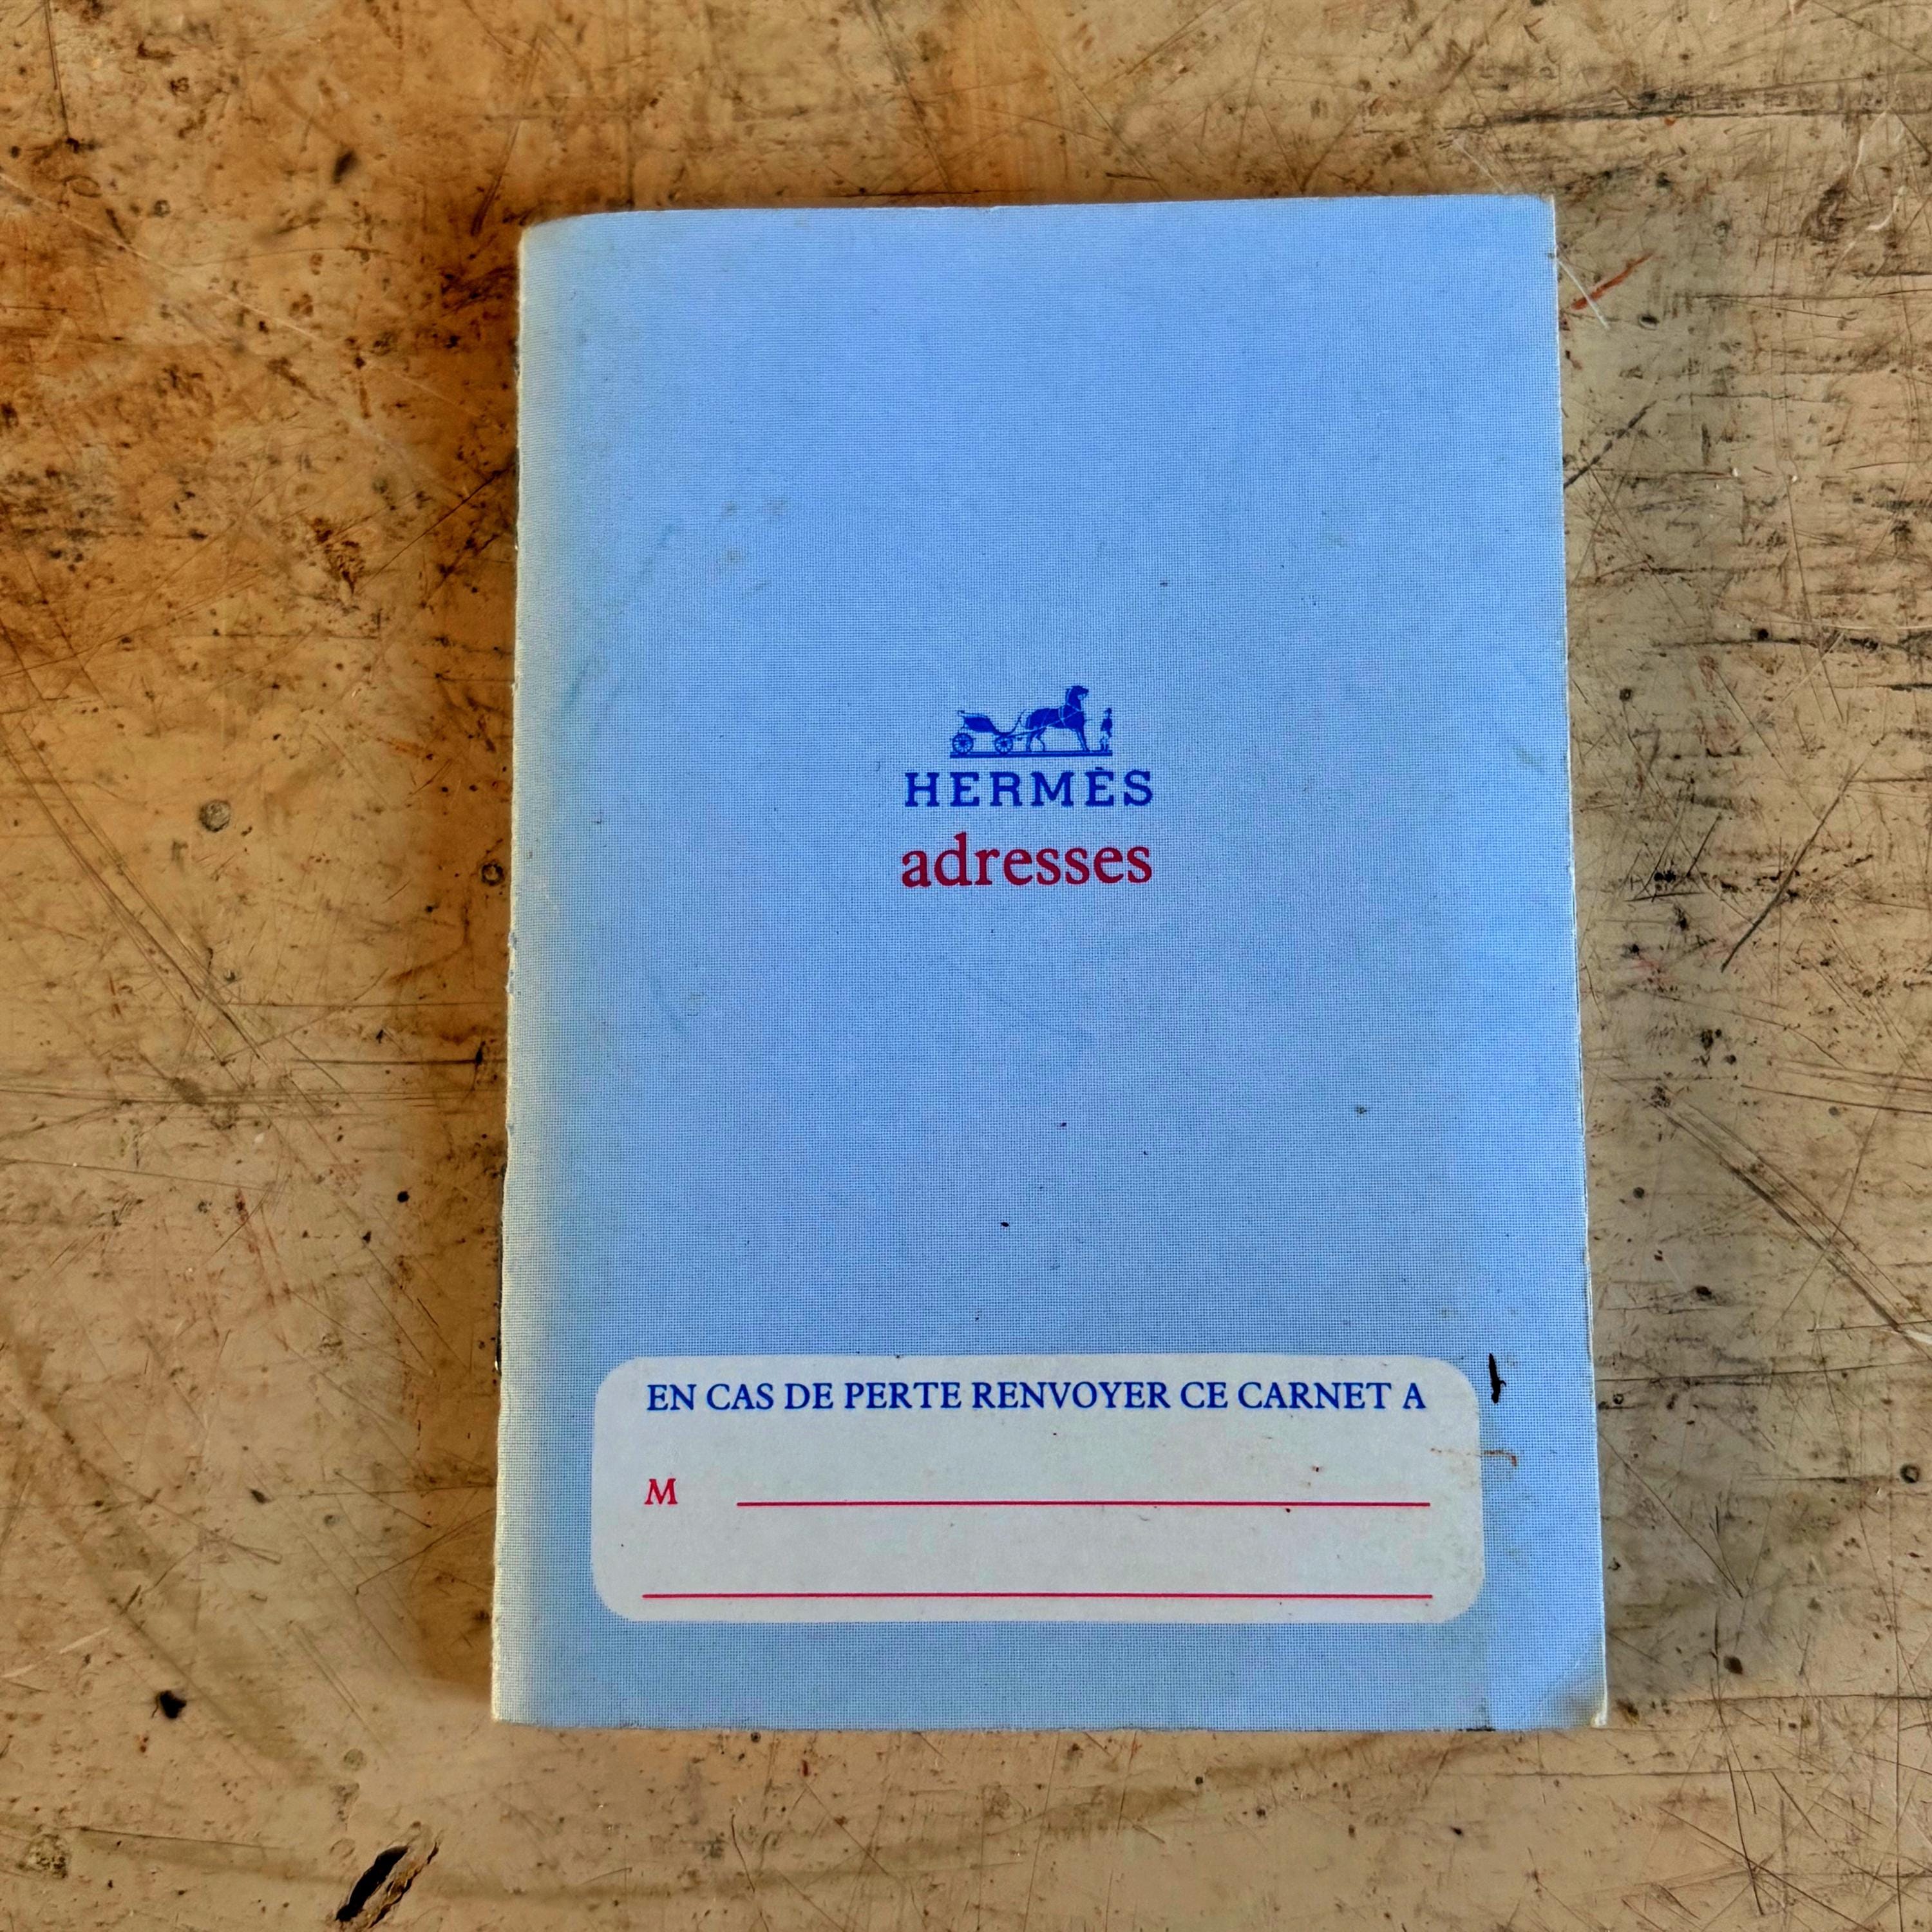 HERMÈS
adresses
EN CAS DE PERTE RENVOYER CE CARNET A
M